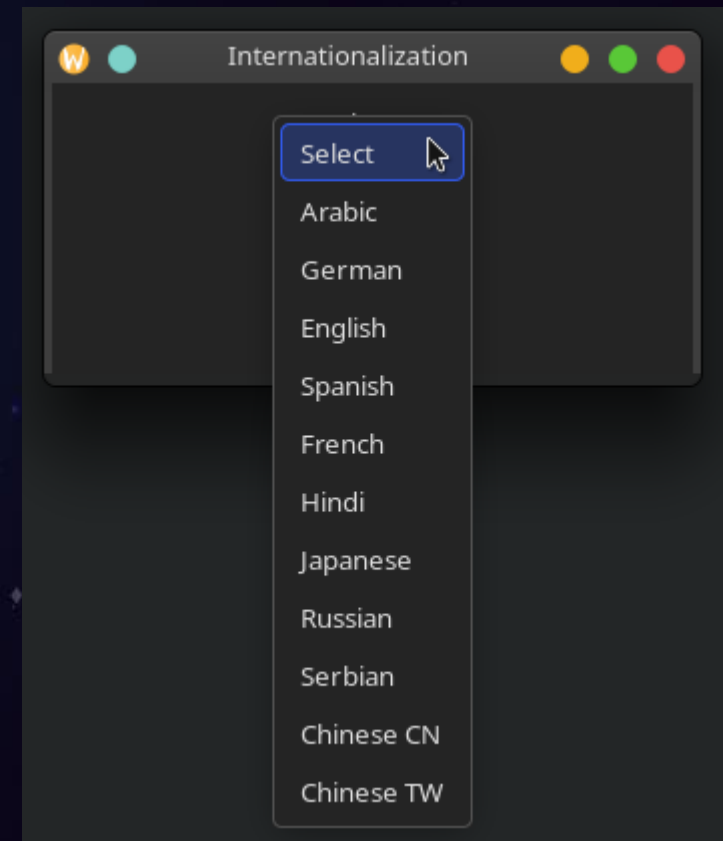 W
Internationalization
Select
Arabic
German
English
Spanish
French
Hindi
Japanese
Russian
Serbian
Chinese CN
Chinese TW